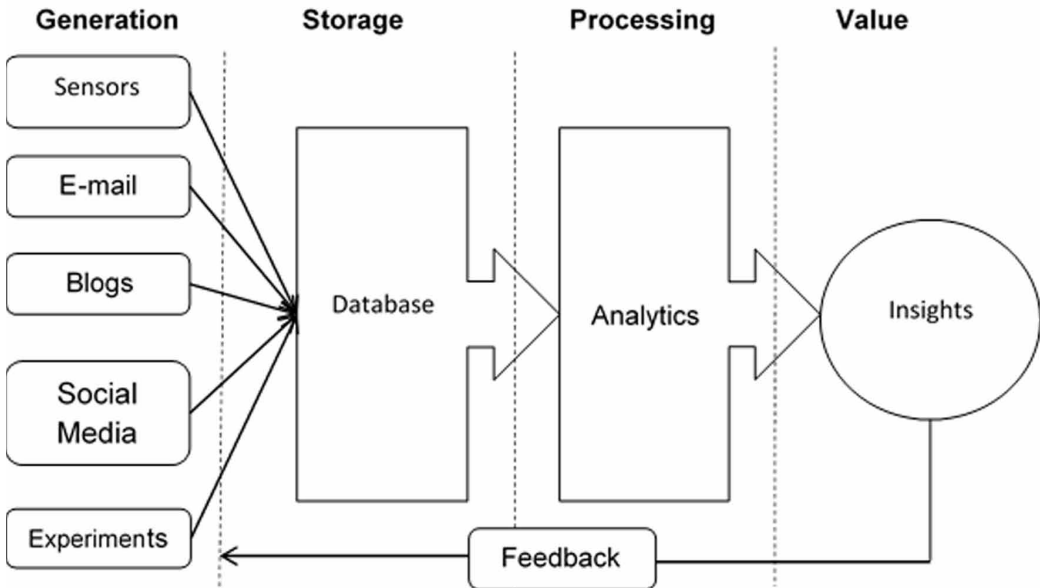 Generation
Storage
Processing
Value
Sensors
E-mail
Blogs
Social
Media
Experiments
Database
Analytics
Insights
Feedback